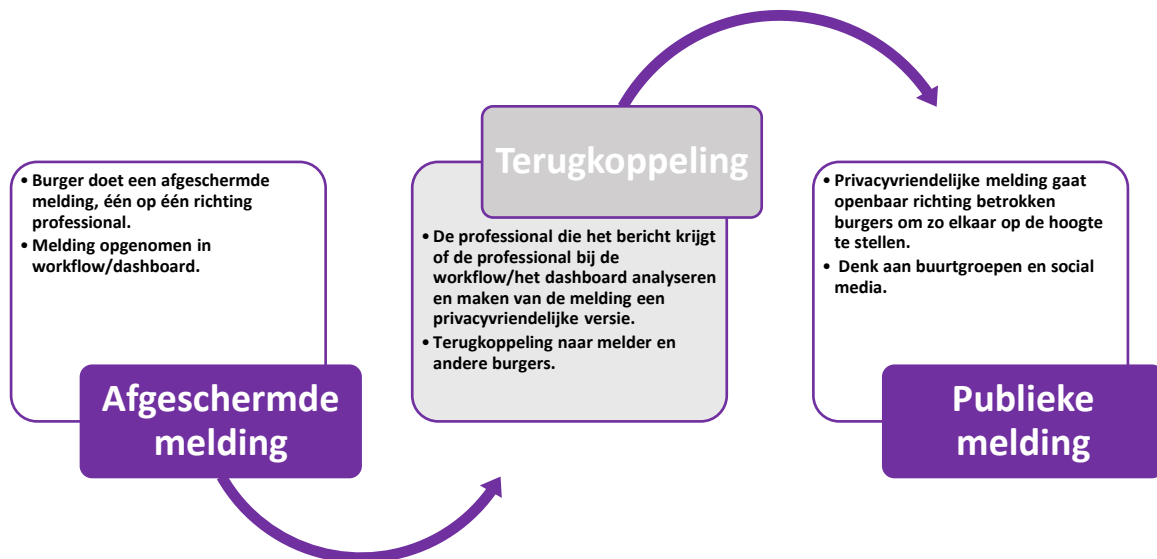 • Burger doet een afgeschermde
melding, één op één richting
professional.
• Melding opgenomen in
workflow/dashboard.
Afgeschermde
melding
Terugkoppeling
• De professional die het bericht krijgt
of de professional bij de
workflow/het dashboard analyseren
en maken van de melding een
privacyvriendelijke versie.
• Terugkoppeling naar melder en
andere burgers.
• Privacyvriendelijke melding gaat
openbaar richting betrokken
burgers om zo elkaar op de hoogte
te stellen.
• Denk aan buurtgroepen en social
media.
Publieke
melding